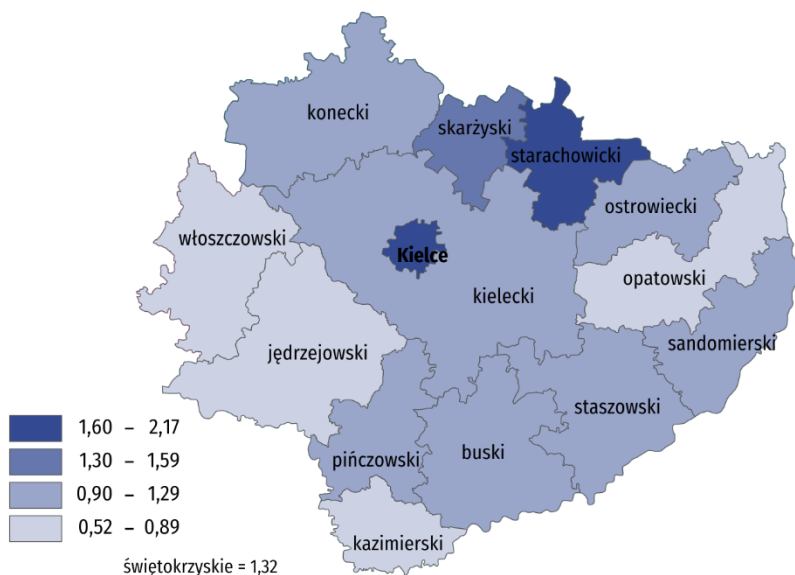 konecki
skarżyski
starachowicki
ostrowiecki
włoszczowski
Kielce
opatowski
kielecki
sandomierski
jędrzejowski
staszowski
pińczowski
buski
kazimierski
1,60 – 2,17
1,30 – 1,59
0,90 – 1,29
0,52 – 0,89
świętokrzyskie = 1,32